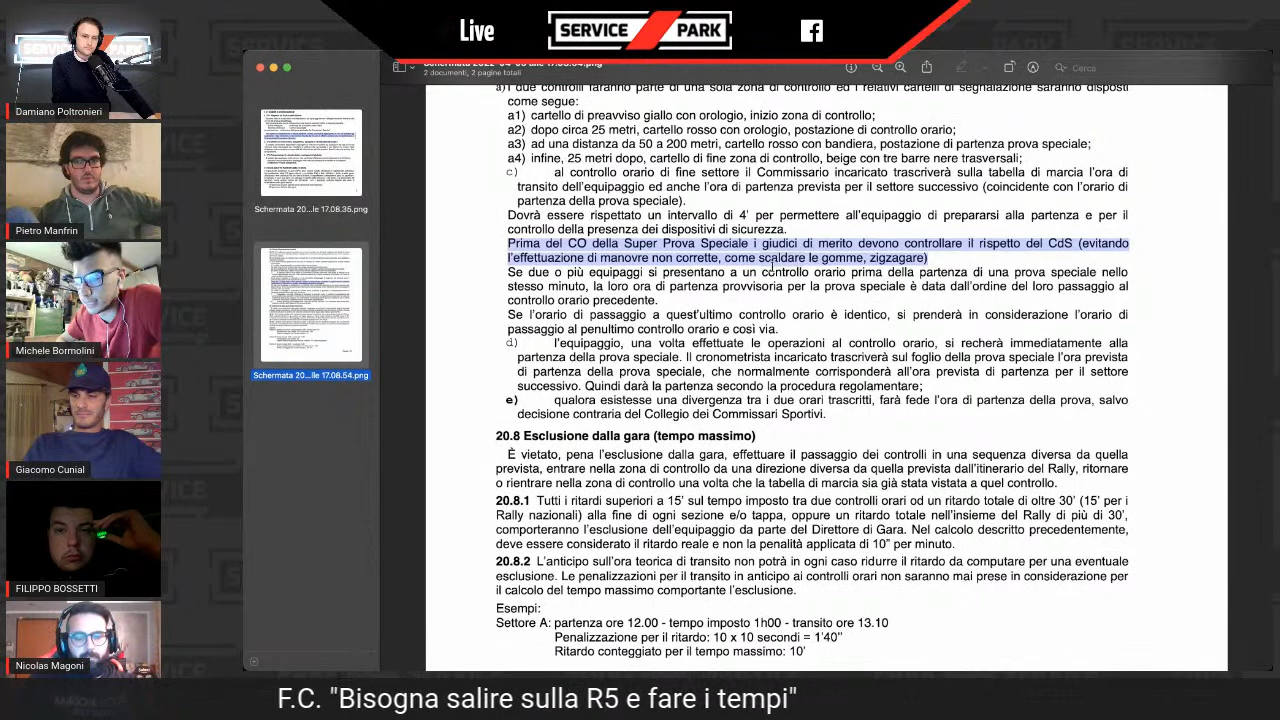 Live
SERVICE PARK
Schermata 2022-04-06 alle 17.08.54.png
2 documenti, 2 pagine totali
Cerca
SERVICE PARK
Damiano Poltronieri
Pietro Manfrin
Michele Bormolini
Giacomo Cunial
FILIPPO BOSSETTI
Nicolas Magoni
Schermata 20...lle 17.08.35.png
Schermata 20...lle 17.08.54.png
a) i due controlli faranno parte di una sola zona di controllo ed i relativi cartelli di segnalazione saranno disposti
come segue:
a1) cartello di preavviso giallo con orologio, inizio zona di controllo;
a2) dopo circa 25 metri, cartello rosso con orologio, postazione di controllo orario;
a3) ad una distanza da 50 a 200 metri, cartello rosso con bandiera, postazione di partenza prova speciale;
a4) infine, 25 metri dopo, cartello di fine zona di controllo, beige con tre barre nere trasversali;
c) al controllo orario di fine settore il Commissario incaricato trascriverà sulla tabella di marcia l'ora di
transito dell'equipaggio ed anche l'ora di partenza prevista per il settore successivo (coincidente con l'orario di
partenza della prova speciale).
Dovrà essere rispettato un intervallo di 4' per permettere all'equipaggio di prepararsi alla partenza e per il
controllo della presenza dei dispositivi di sicurezza.
Prima del CO della Super Prova Speciale i giudici di merito devono controllare il rispetto del CdS (evitando
l'effettuazione di manovre non corrette, come scaldare le gomme, zigzagare)
Se due o più equipaggi si presentano al controllo orario prima della partenza della prova speciale nello
stesso minuto, la loro ora di partenza provvisoria per la prova speciale è data dall'ordine di passaggio al
controllo orario precedente.
Se l'orario di passaggio a quest'ultimo controllo orario è identico, si prenderà in considerazione l'orario di
passaggio al penultimo controllo orario e così via.
d) l'equipaggio, una volta effettuate le operazioni al controllo orario, si recherà immediatamente alla
partenza della prova speciale. Il cronometrista incaricato trascriverà sul foglio della prova speciale l'ora prevista
di partenza della prova speciale, che normalmente corrisponderà all'ora prevista di partenza per il settore
successivo. Quindi darà la partenza secondo la procedura regolamentare;
e) qualora esistesse una divergenza tra i due orari trascritti, farà fede l'ora di partenza della prova, salvo
decisione contraria del Collegio dei Commissari Sportivi.
20.8 Esclusione dalla gara (tempo massimo)
È vietato, pena l'esclusione dalla gara, effettuare il passaggio dei controlli in una sequenza diversa da quella
prevista, entrare nella zona di controllo da una direzione diversa da quella prevista dall'itinerario del Rally, ritornare
o rientrare nella zona di controllo una volta che la tabella di marcia sia già stata vistata a quel controllo.
20.8.1 Tutti i ritardi superiori a 15' sul tempo imposto tra due controlli orari od un ritardo totale di oltre 30' (15' per i
Rally nazionali) alla fine di ogni sezione e/o tappa, oppure un ritardo totale nell'insieme del Rally di più di 30',
comporteranno l'esclusione dell'equipaggio da parte del Direttore di Gara. Nel calcolo descritto precedentemente,
deve essere considerato il ritardo reale e non la penalità applicata di 10" per minuto.
20.8.2 L'anticipo sull'ora teorica di transito non potrà in ogni caso ridurre il ritardo da computare per una eventuale
esclusione. Le penalizzazioni per il transito in anticipo ai controlli orari non saranno mai prese in considerazione per
il calcolo del tempo massimo comportante l'esclusione.
Esempi:
Settore A: partenza ore 12.00 - tempo imposto 1h00 - transito ore 13.10
Penalizzazione per il ritardo: 10 x 10 secondi = 1'40"
Ritardo conteggiato per il tempo massimo: 10'
F.C. "Bisogna salire sulla R5 e fare i tempi"